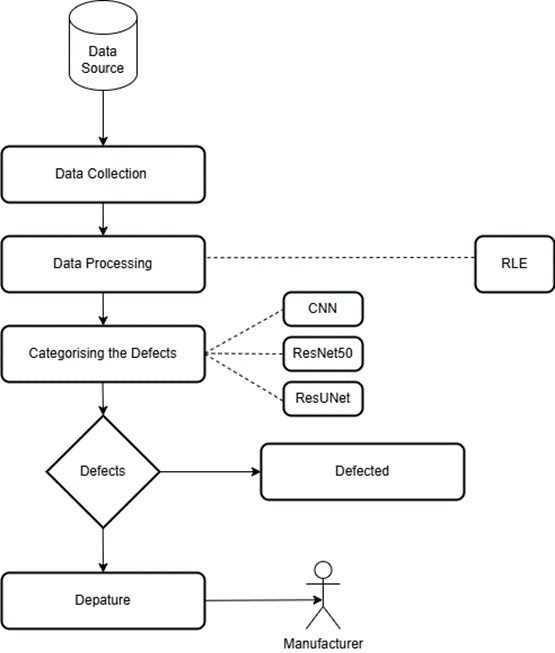 Data
Source
Data Collection
Data Processing
RLE
CNN
Categorising the Defects
ResNet50
ResUNet
Defects
Defected
Depature
Manufacturer